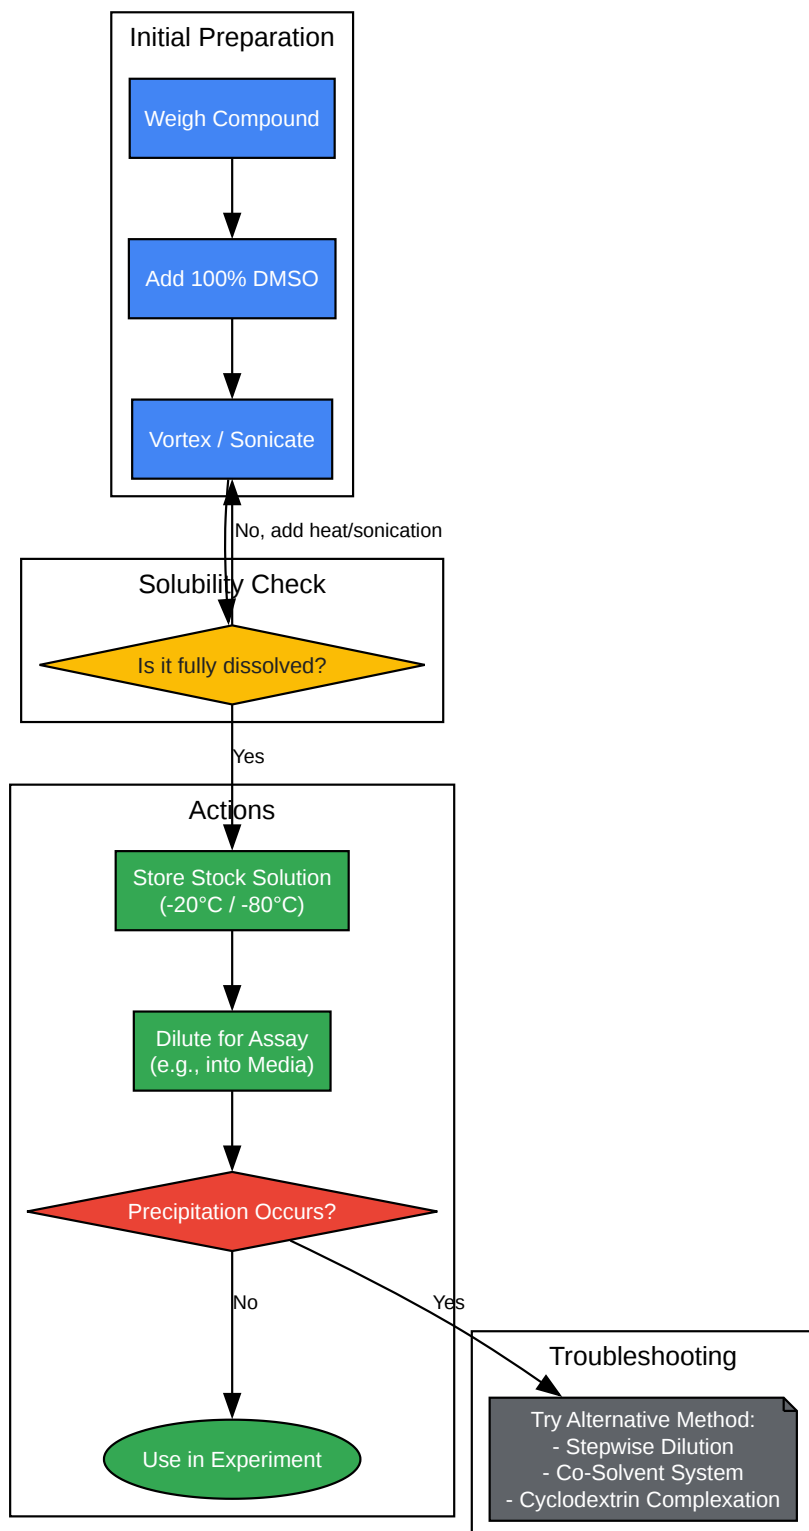 Initial Preparation
Weigh Compound
Add 100% DMSO
Vortex / Sonicate
No, add heat/sonication
Solubility Check
Is it fully dissolved?
Yes
Actions
Store Stock Solution
(-20°C / -80°C)
Dilute for Assay
(e.g., into Media)
Precipitation Occurs?
No
Yes
Troubleshooting
Try Alternative Method:
- Stepwise Dilution
- Co-Solvent System
- Cyclodextrin Complexation
Use in Experiment